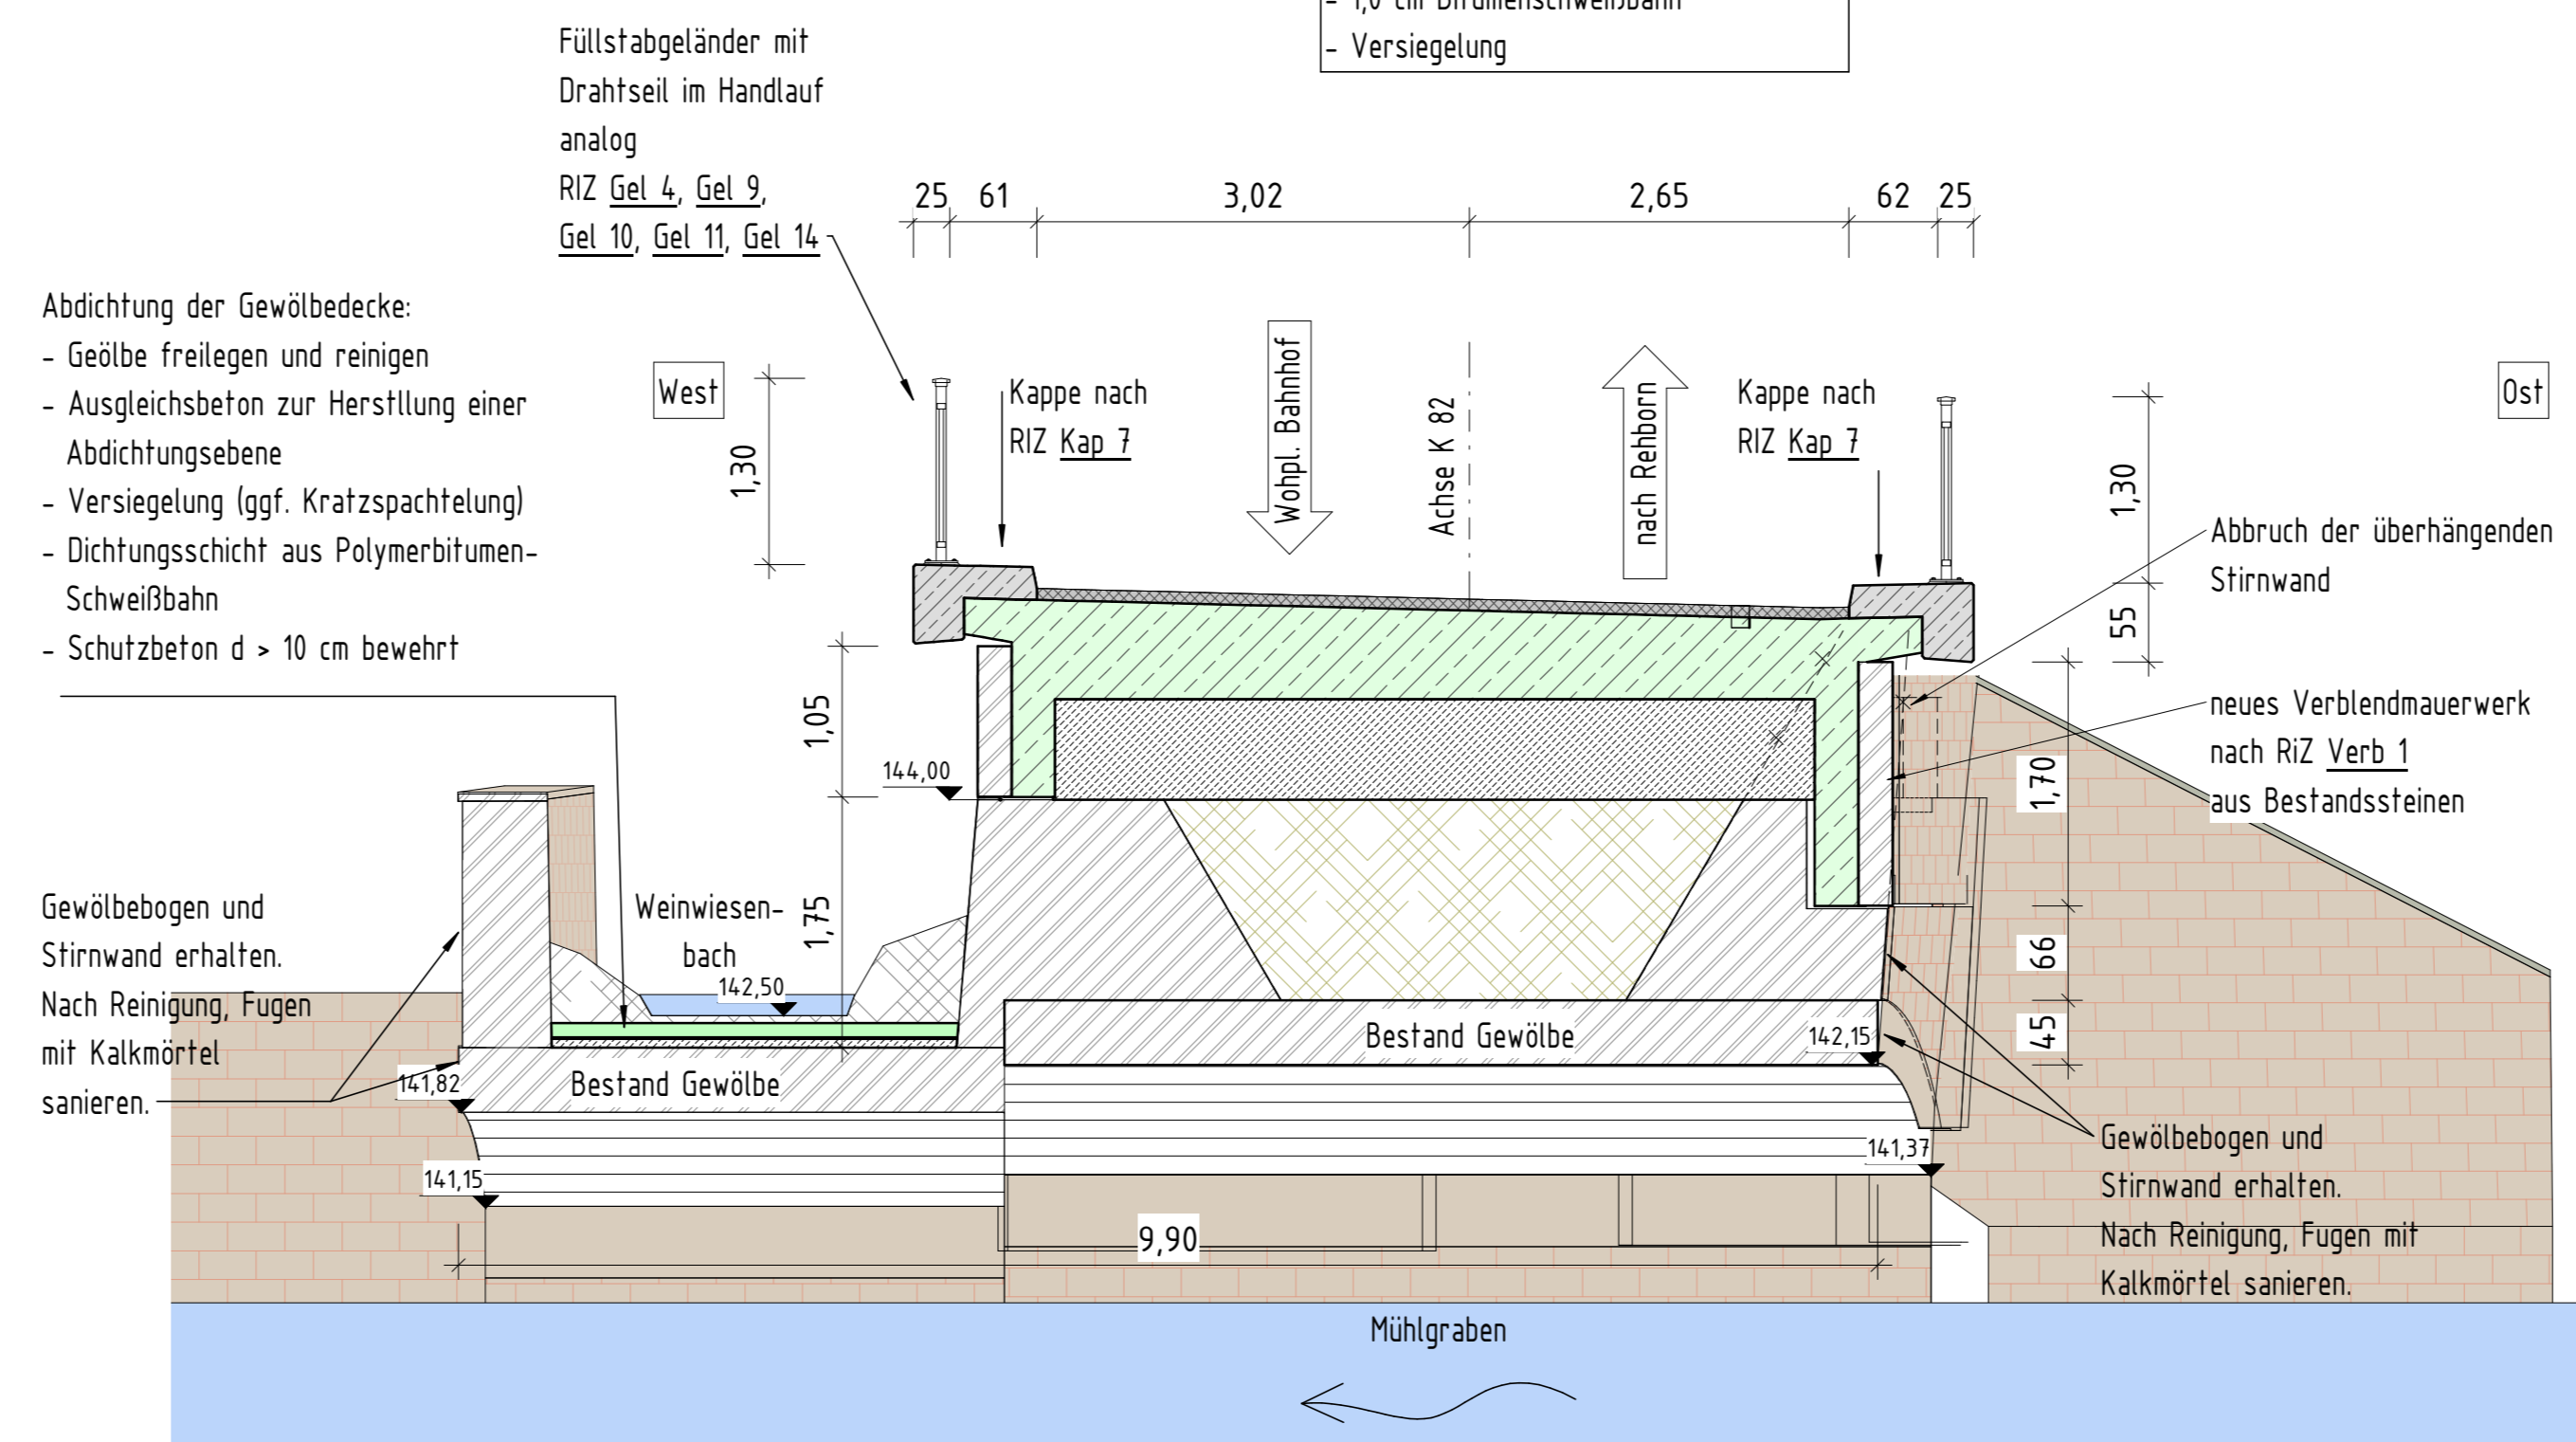 - 1,0 cm Bitumenschweißbahn
- Versiegelung
Füllstabgeländer mit
Drahtseil im Handlauf
analog
RIZ Gel 4, Gel 9,
Gel 10, Gel 11, Gel 14
25 61 3,02 2,65 62 25
Abdichtung der Gewölbedecke:
- Geölbe freilegen und reinigen
- Ausgleichsbeton zur Herstllung einer
Abdichtungsebene
- Versiegelung (ggf. Kratzspachtelung)
- Dichtungsschicht aus Polymerbitumen-
Schweißbahn
- Schutzbeton d > 10 cm bewehrt
West
1,30
Kappe nach
RIZ Kap 7
Wohpl. Bahnhof
Achse K 82
nach Rehborn
Kappe nach
RIZ Kap 7
1,30
55
Ost
Abbruch der überhängenden
Stirnwand
neues Verblendmauerwerk
nach RiZ Verb 1
aus Bestandssteinen
1,05
144,00
1,75
1,70
66
45
Weinwiesen-
bach
142,50
Gewölbebogen und
Stirnwand erhalten.
Nach Reinigung, Fugen
mit Kalkmörtel
sanieren.
Bestand Gewölbe
142,15
141,82
Bestand Gewölbe
141,15
141,37
9,90
Gewölbebogen und
Stirnwand erhalten.
Nach Reinigung, Fugen mit
Kalkmörtel sanieren.
Mühlgraben